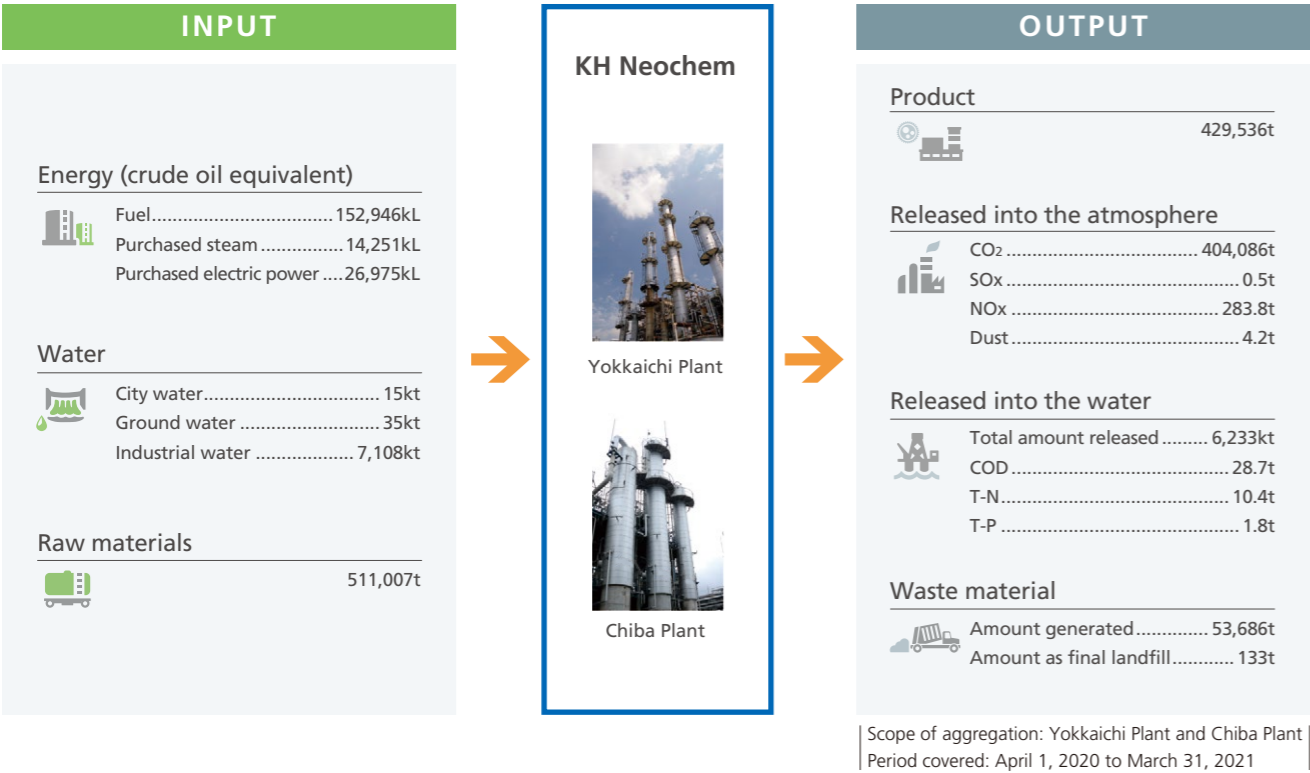 INPUT
Energy (crude oil equivalent)
Fuel..................................152,946kL
Purchased steam................14,251kL
Purchased electric power....26,975kL
Water
City water.................................. 15kt
Ground water ........................... 35kt
Industrial water ................... 7,108kt
Raw materials
511,007t
KH Neochem
Yokkaichi Plant
Chiba Plant
OUTPUT
Product
429,536t
Released into the atmosphere
CO₂ ..................................... 404,086t
SOx ............................................. 0.5t
NOx ........................................ 283.8t
Dust............................................ 4.2t
Released into the water
Total amount released......... 6,233kt
COD.......................................... 28.7t
T-N............................................ 10.4t
T-P .............................................. 1.8t
Waste material
Amount generated.............. 53,686t
Amount as final landfill............ 133t
Scope of aggregation: Yokkaichi Plant and Chiba Plant
Period covered: April 1, 2020 to March 31, 2021